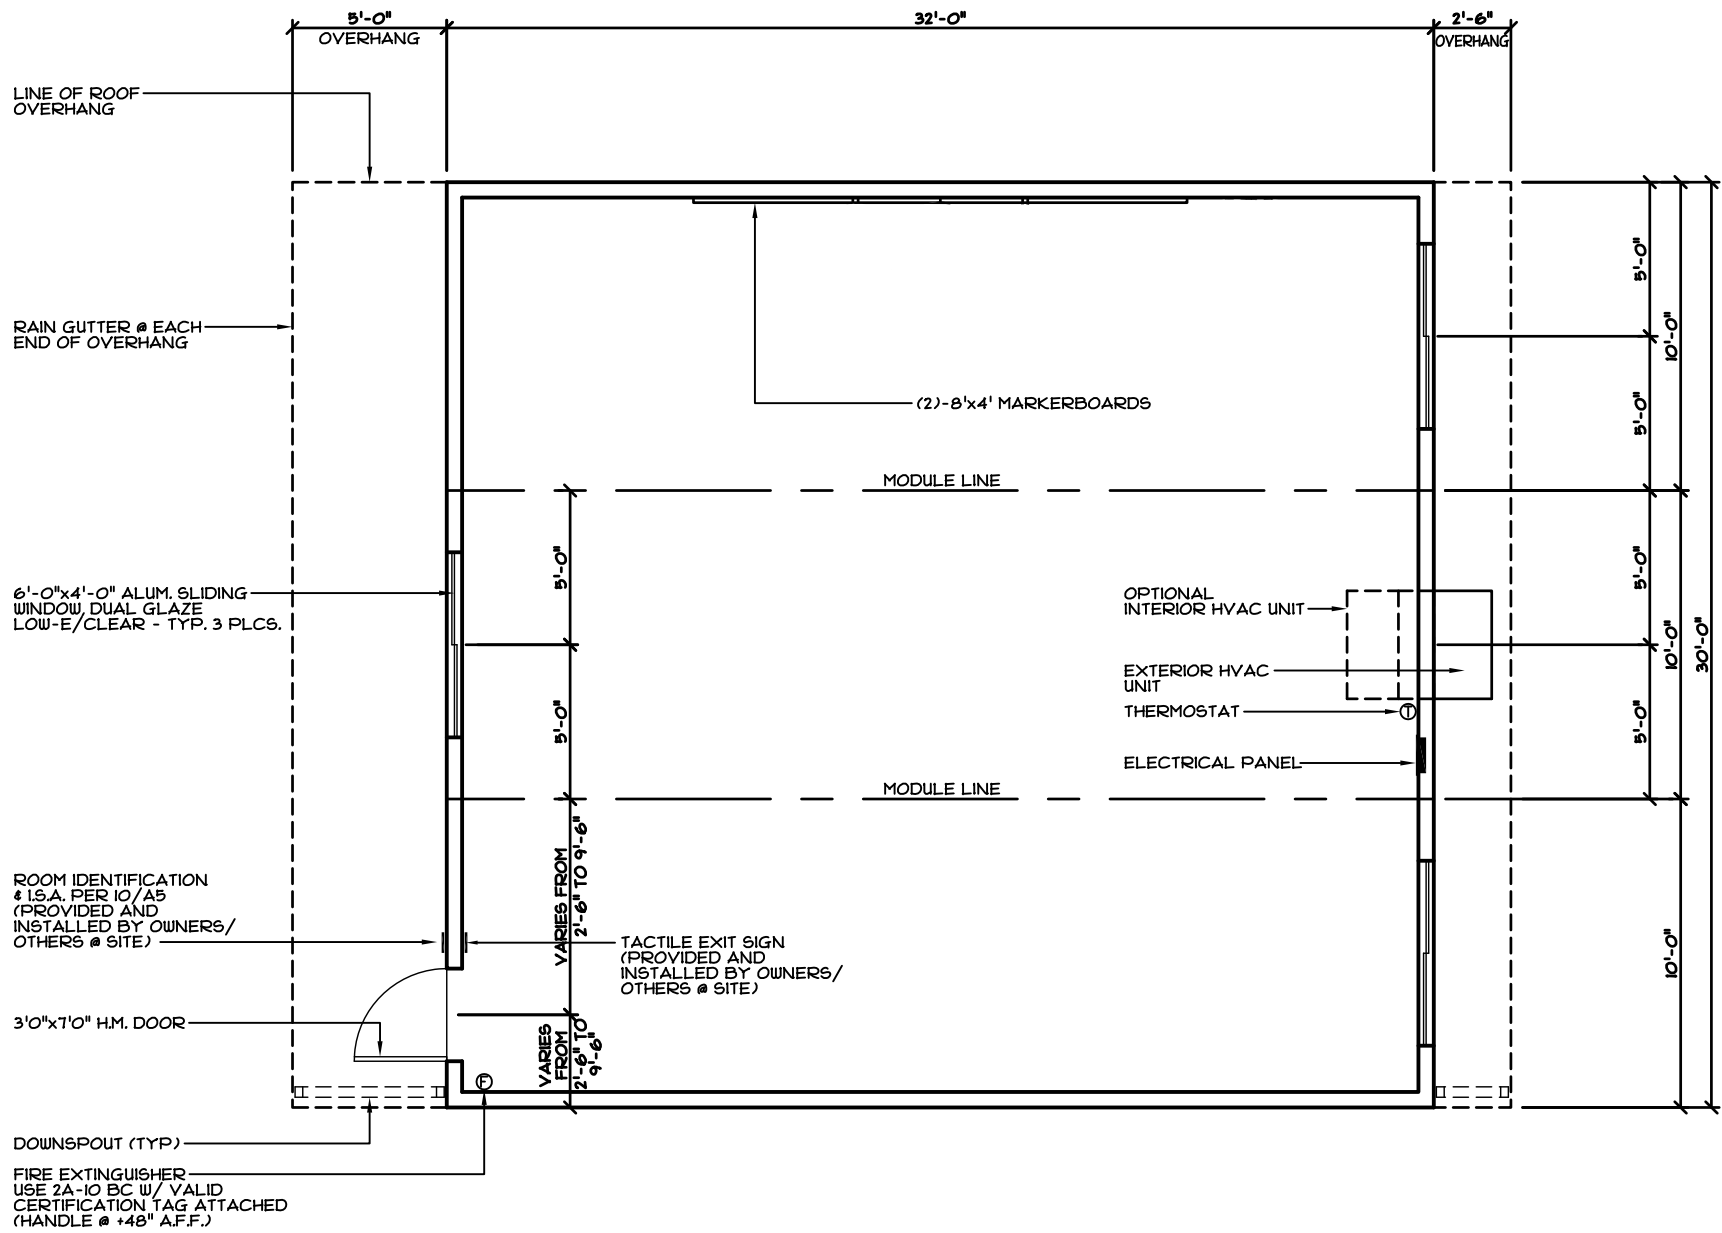 5'-0"
OVERHANG
32'-0"
2'-6"
OVERHANG
LINE OF ROOF
OVERHANG
RAIN GUTTER @ EACH
END OF OVERHANG
5'-0"
10'-0"
(2)-8'x4' MARKERBOARDS
5'-0"
MODULE LINE
6'-0"x4'-0" ALUM. SLIDING
WINDOW, DUAL GLAZE
LOW-E/CLEAR - TYP. 3 PLCS.
5'-0"
OPTIONAL
INTERIOR HVAC UNIT
5'-0"
10'-0"
30'-0"
EXTERIOR HVAC
UNIT
THERMOSTAT
T
5'-0"
5'-0"
ELECTRICAL PANEL
MODULE LINE
VARIES FROM
2'-6" TO 9'-6"
ROOM IDENTIFICATION
& I.S.A. PER 10/A5
(PROVIDED AND
INSTALLED BY OWNERS/
OTHERS @ SITE)
TACTILE EXIT SIGN
(PROVIDED AND
INSTALLED BY OWNERS/
OTHERS @ SITE)
10'-0"
3'0"x7'0" H.M. DOOR
VARIES
FROM
2'-6" TO
9'-6"
F
DOWNSPOUT (TYP)
FIRE EXTINGUISHER
USE 2A-10 BC W/ VALID
CERTIFICATION TAG ATTACHED
(HANDLE @ +48" A.F.F.)